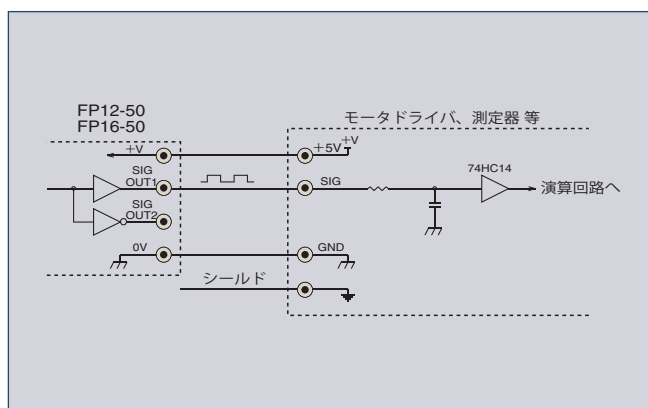 FP12-50
FP16-50
モータドライバ、測定器 等
+V
+5V
+V
SIG
OUT1
SIG
74HC14
演算回路へ
SIG
OUT2
0V
GND
シールド